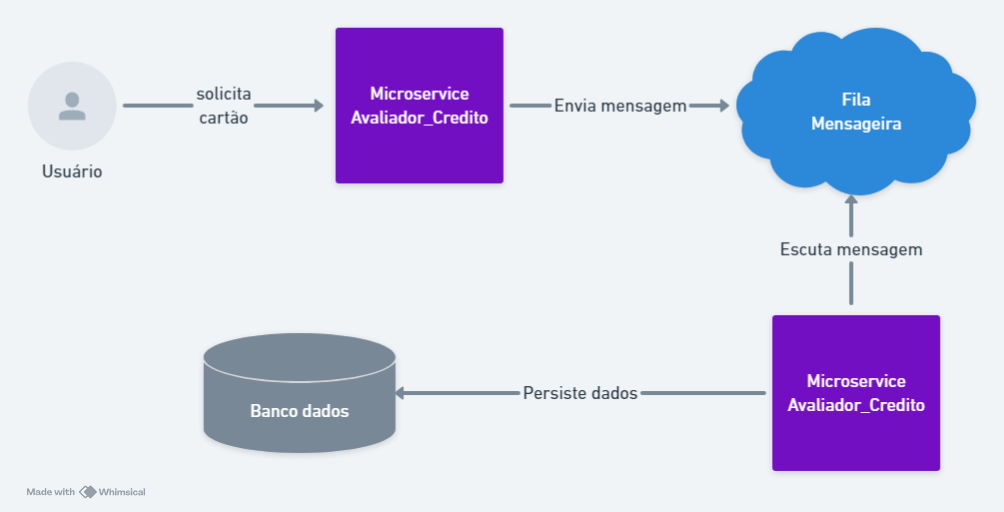 solicita
cartão
Usuário
Microservice
Avaliador_Credito
Envia mensagem
Fila
Mensageira
Escuta mensagem
Microservice
Avaliador_Credito
Persiste dados
Banco dados
Made with Whimsical